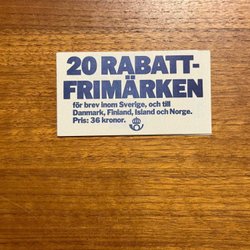 20 RABATT-
FRIMÄRKEN
för brev inom Sverige, och till
Danmark, Finland, Island och Norge.
Pris: 36 kronor.